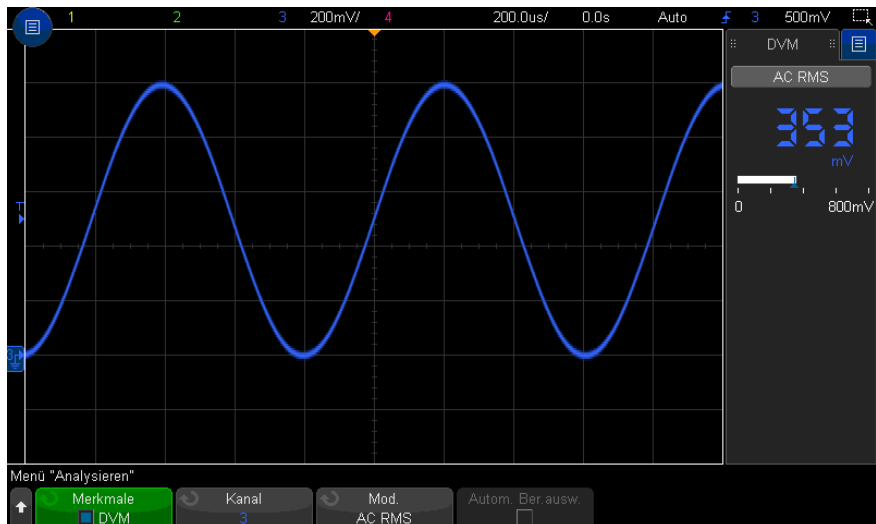 1 2 3 200mV/ 4 200.0us/ 0.0s Auto 3 500mV
DVM
AC RMS
353
mV
0 800mV
T
3
Menü "Analysieren"
Merkmale Kanal Mod. Autom. Ber.ausw.
DVM 3 AC RMS